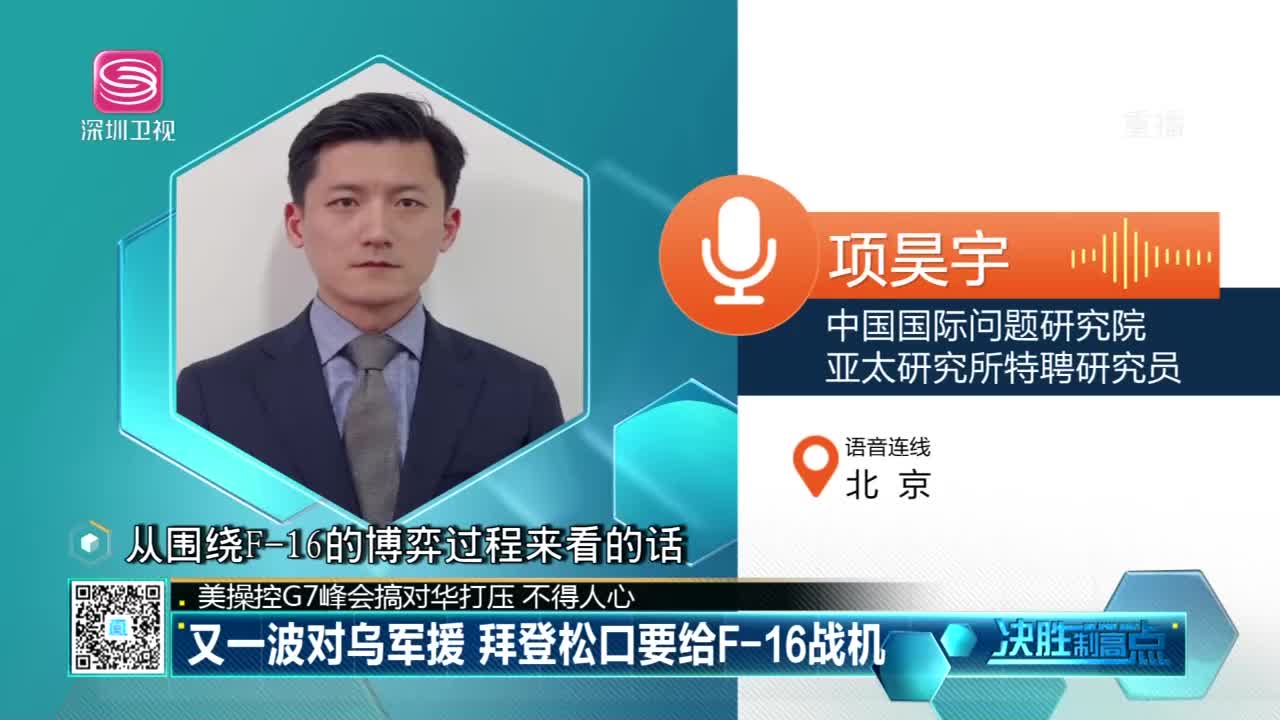 深圳卫视
重播
项昊宇
中国国际问题研究院
亚太研究所特聘研究员
语音连线
北京
从围绕F-16的博弈过程来看的话
美操控G7峰会搞对华打压 不得人心
又一波对乌军援 拜登松口要给F-16战机
决胜制高点
直